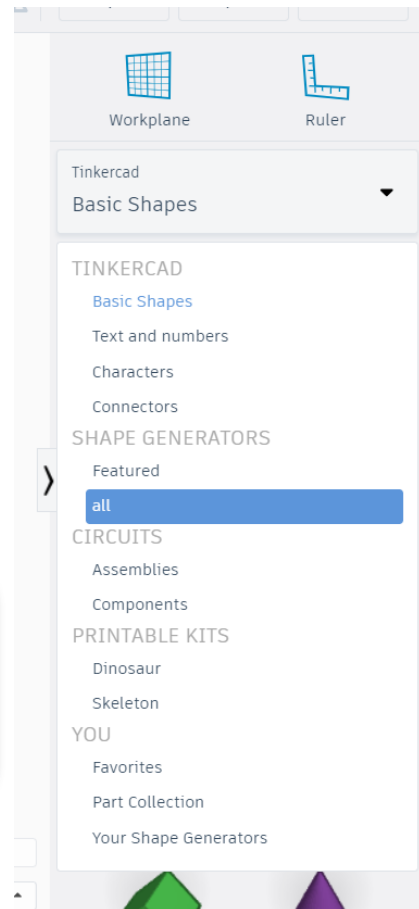 Workplane Ruler
Tinkercad
Basic Shapes
TINKERCAD
Basic Shapes
Text and numbers
Characters
Connectors
SHAPE GENERATORS
Featured
all
CIRCUITS
Assemblies
Components
PRINTABLE KITS
Dinosaur
Skeleton
YOU
Favorites
Part Collection
Your Shape Generators